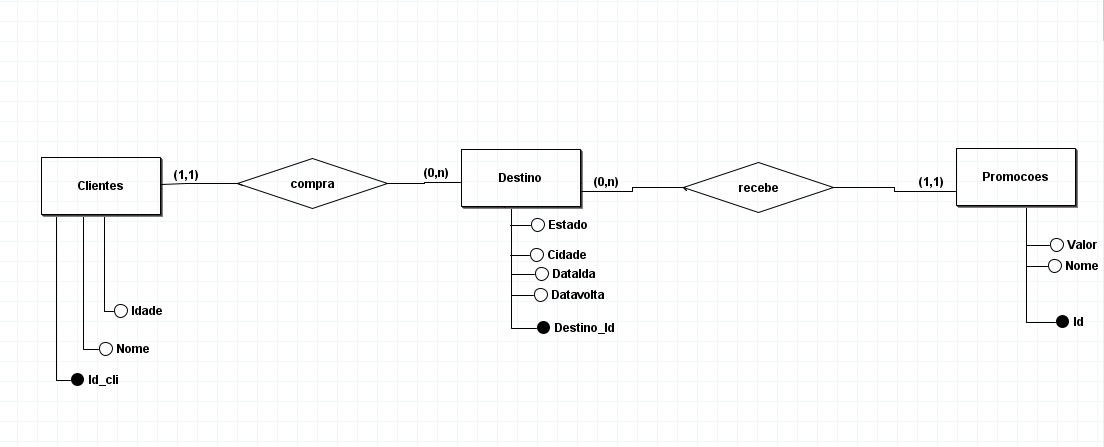 Clientes
(1,1)
compra
(0,n)
Destino
(0,n)
recebe
(1,1)
Promocoes
Idade
Nome
Id_cli
Estado
Cidade
DataIda
Datavolta
Destino_Id
Valor
Nome
Id